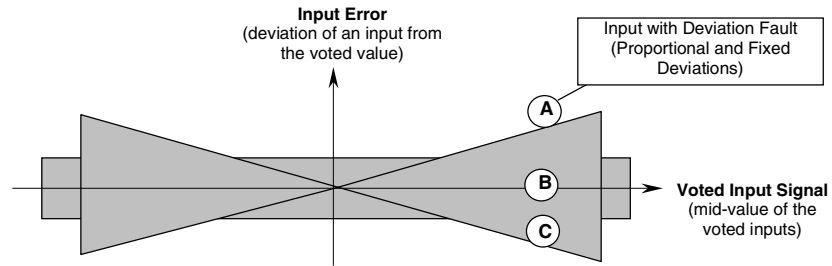 Input Error
(deviation of an input from
the voted value)
Input with Deviation Fault
(Proportional and Fixed
Deviations)
A
B
C
Voted Input Signal
(mid-value of the
voted inputs)